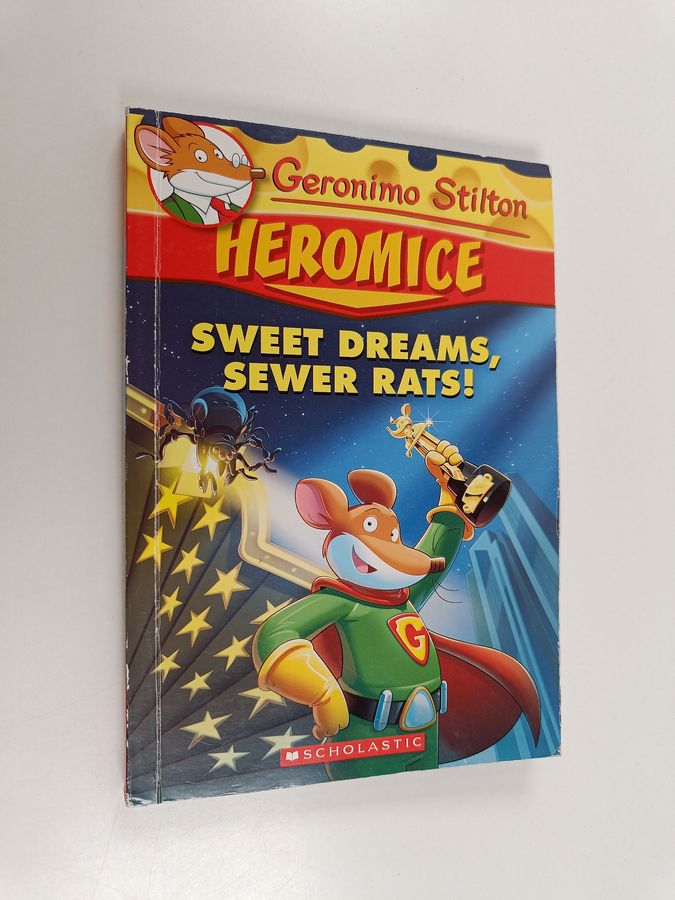 Geronimo Stilton
HEROMICE
SWEET DREAMS,
SEWER RATS!
G
SCHOLASTIC